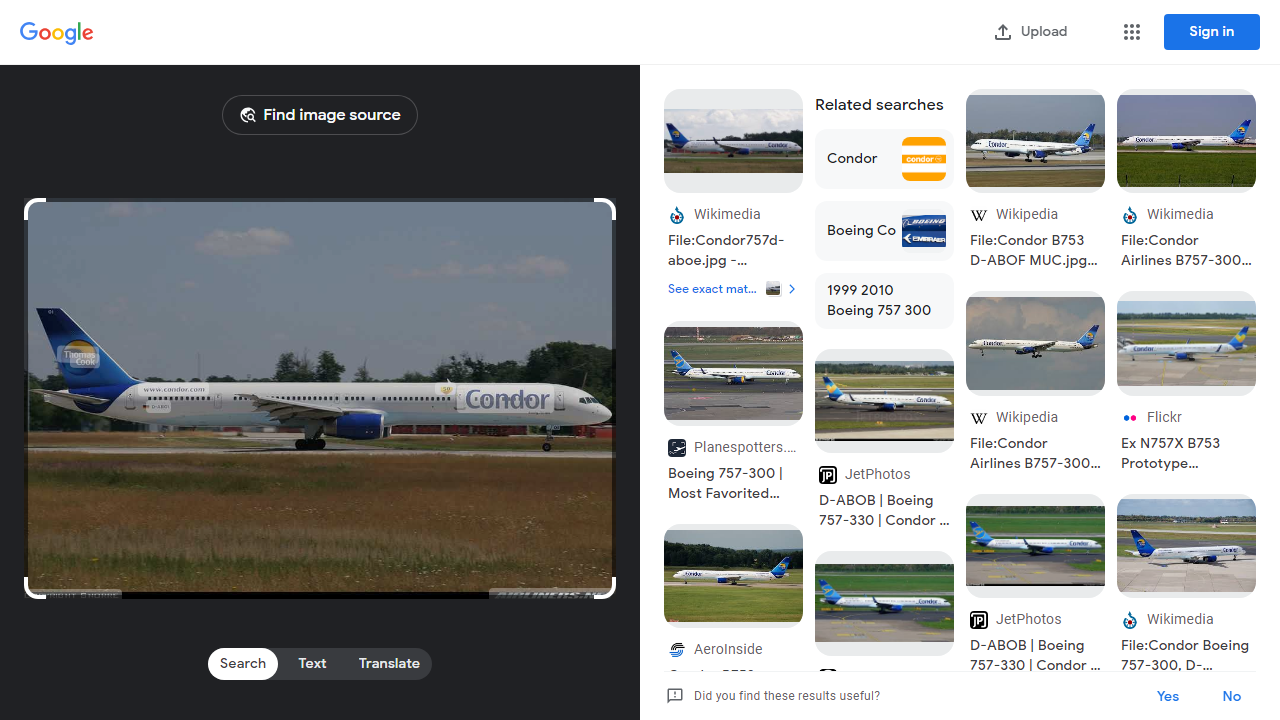 Google
Upload
Sign in
Find image source
Thomas
Cook
www.condor.com
Condor
Search
Text
Translate
Wikimedia
File:Condor757d-
aboe.jpg -...
See exact mat...
Planespotters....
Boeing 757-300 |
Most Favorited...
AeroInside
Related searches
Condor
condor
Boeing Co
BOEING
EMBRAER
1999 2010
Boeing 757 300
JetPhotos
D-ABOB | Boeing
757-330 | Condor ...
Wikipedia
File:Condor B753
D-ABOF MUC.jpg...
Wikipedia
File:Condor
Airlines B757-300...
JetPhotos
D-ABOB | Boeing
757-330 | Condor ...
Wikimedia
File:Condor
Airlines B757-300...
Flickr
Ex N757X B753
Prototype...
Wikimedia
File:Condor Boeing
757-300, D-...
Did you find these results useful?
Yes
No